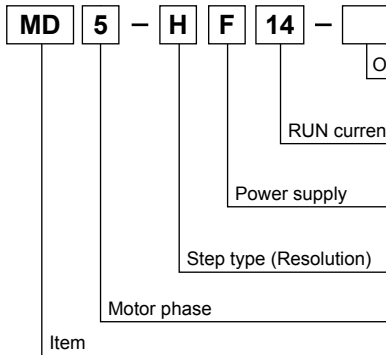 MD 5 – H F 14 –
O
RUN curren
Power supply
Step type (Resolution)
Motor phase
Item